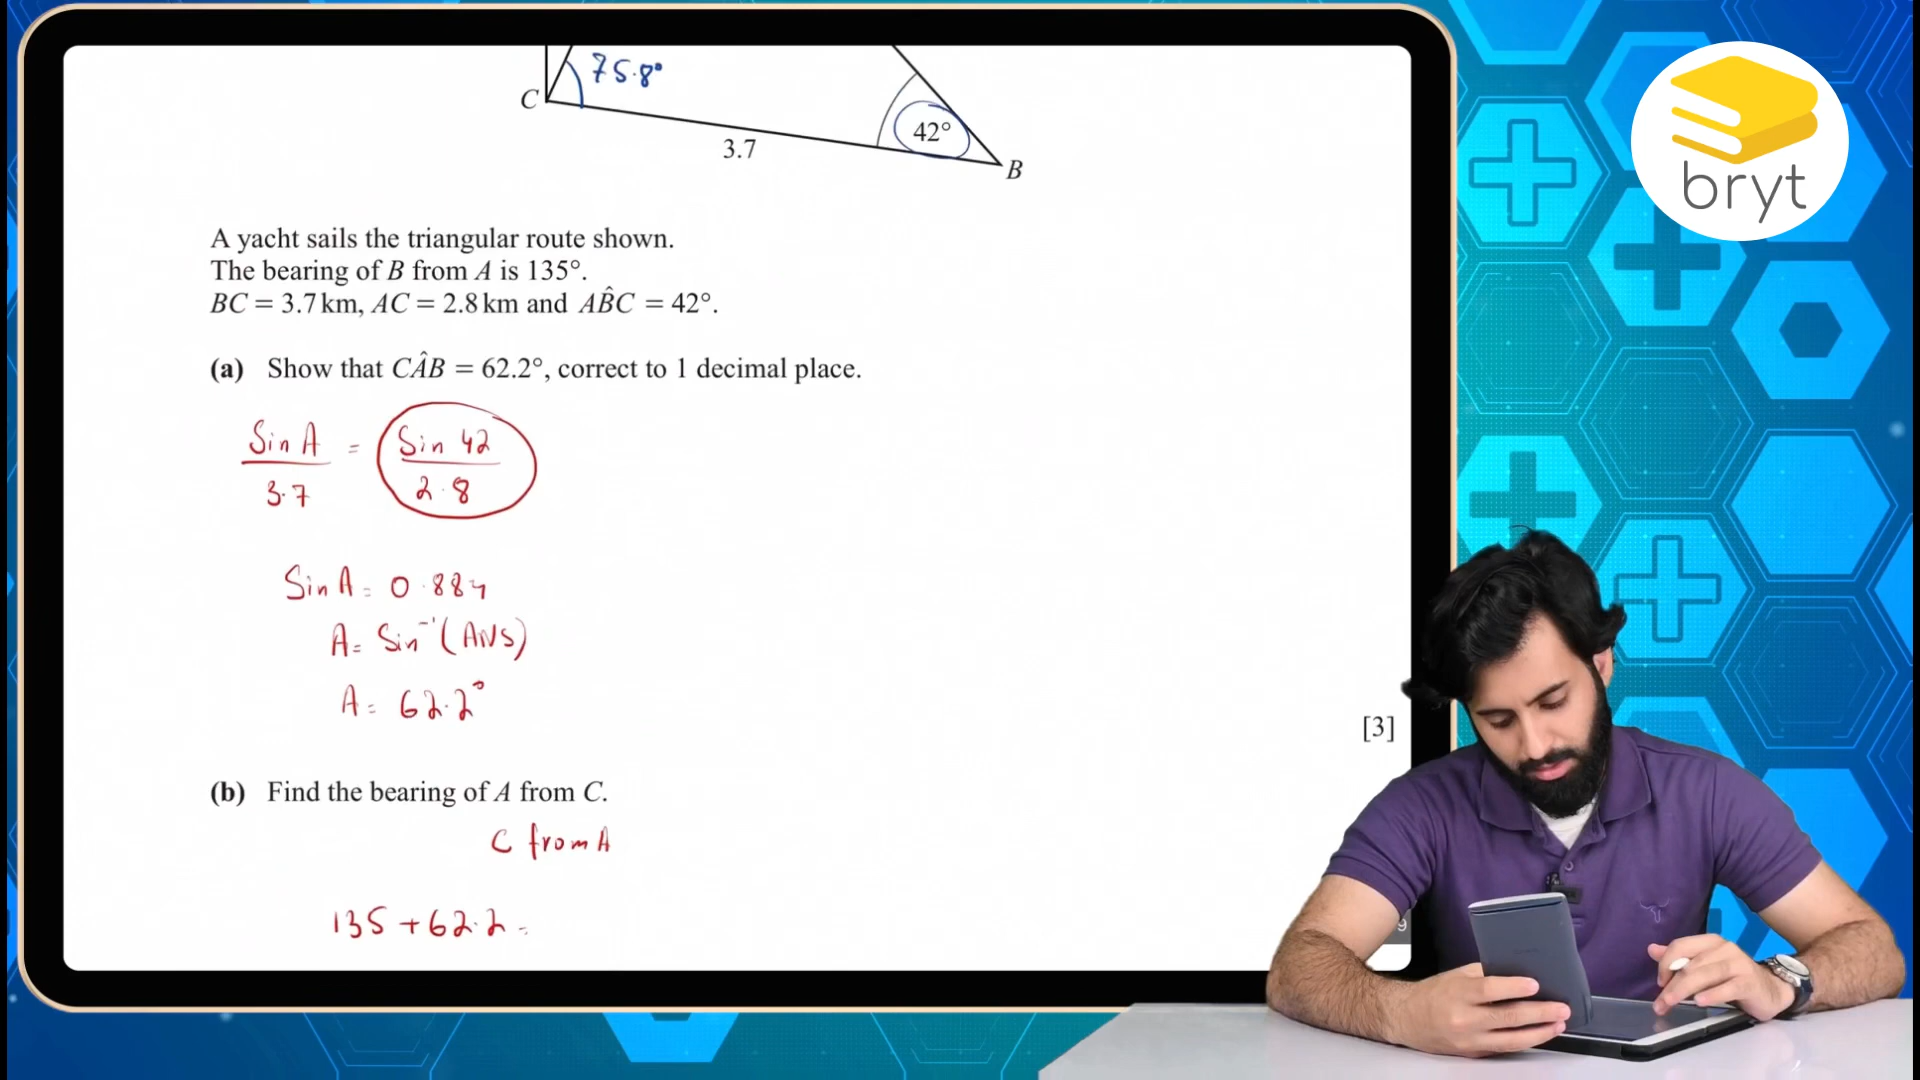 75.8°
C
42°
3.7
B
bryt
A yacht sails the triangular route shown.
The bearing of B from A is 135°.
BC = 3.7 km, AC = 2.8 km and AB̂C = 42°.
(a) Show that CÂB = 62.2°, correct to 1 decimal place.
Sin A / 3.7 = Sin 42 / 2.8
Sin A = 0.884
A = Sin⁻¹(ANS)
A = 62.2°
[3]
(b) Find the bearing of A from C.
C from A
135 + 62.2 =
9